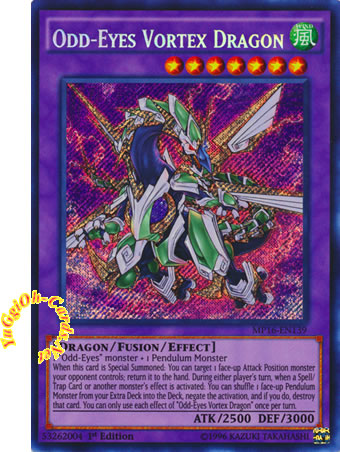 ODD-EYES VORTEX DRAGON
WIND
風
MP16-EN139
[DRAGON/FUSION/EFFECT]
1 "Odd-Eyes" monster + 1 Pendulum Monster
When this card is Special Summoned: You can target 1 face-up Attack Position monster
your opponent controls; return it to the hand. During either player's turn, when a Spell/
Trap Card or another monster's effect is activated: You can shuffle 1 face-up Pendulum
Monster from your Extra Deck into the Deck, negate the activation, and if you do, destroy
that card. You can only use each effect of "Odd-Eyes Vortex Dragon" once per turn.
ATK/2500 DEF/3000
53262004
1st Edition
©1996 KAZUKI TAKAHASHI